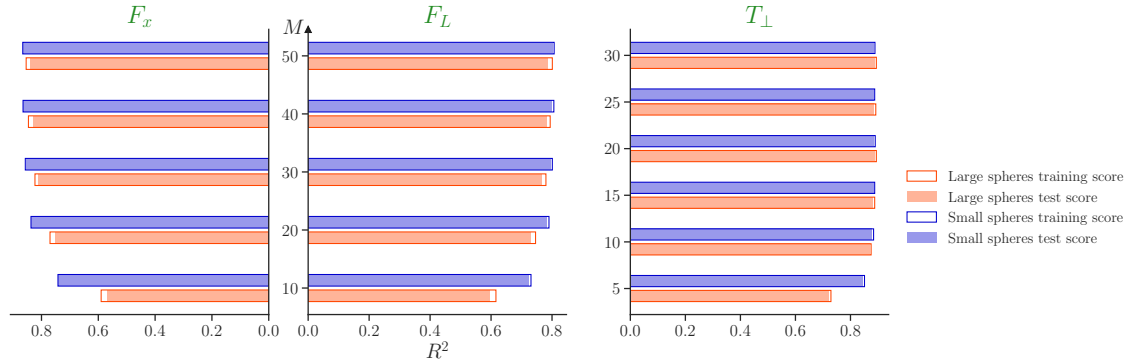 F_x
F_L
T_⊥
M
50
40
30
20
10
30
25
20
15
10
5
0.8 0.6 0.4 0.2 0.0
0.0 0.2 0.4 0.6 0.8
0.0 0.2 0.4 0.6 0.8
R^2
Large spheres training score
Large spheres test score
Small spheres training score
Small spheres test score